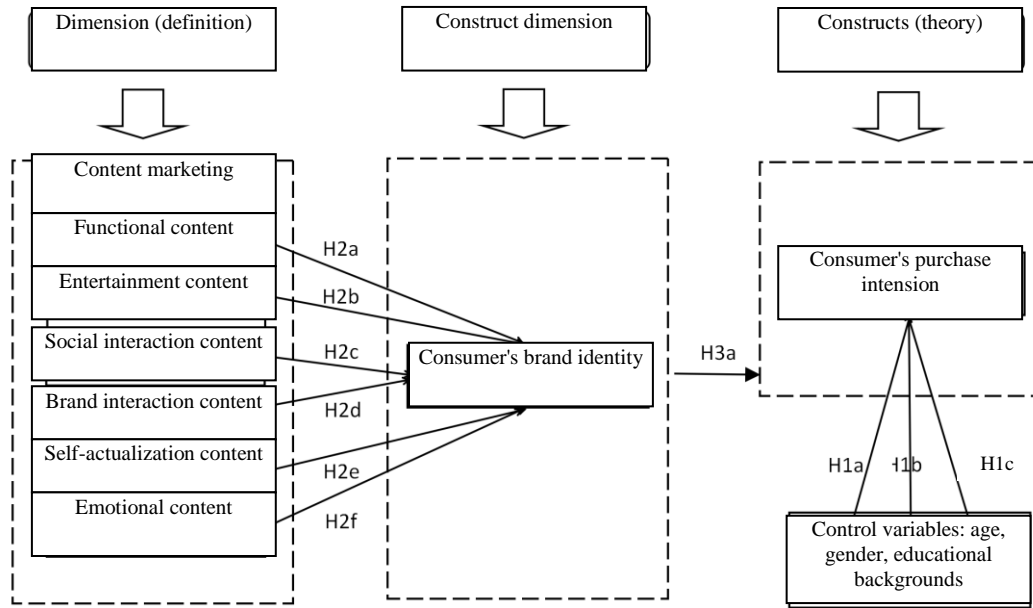 Dimension (definition)
Construct dimension
Constructs (theory)
Content marketing
Functional content
Entertainment content
Social interaction content
Brand interaction content
Self-actualization content
Emotional content
H2a
H2b
H2c
H2d
H2e
H2f
Consumer's brand identity
H3a
Consumer's purchase
intension
H1a
H1b
H1c
Control variables: age,
gender, educational
backgrounds